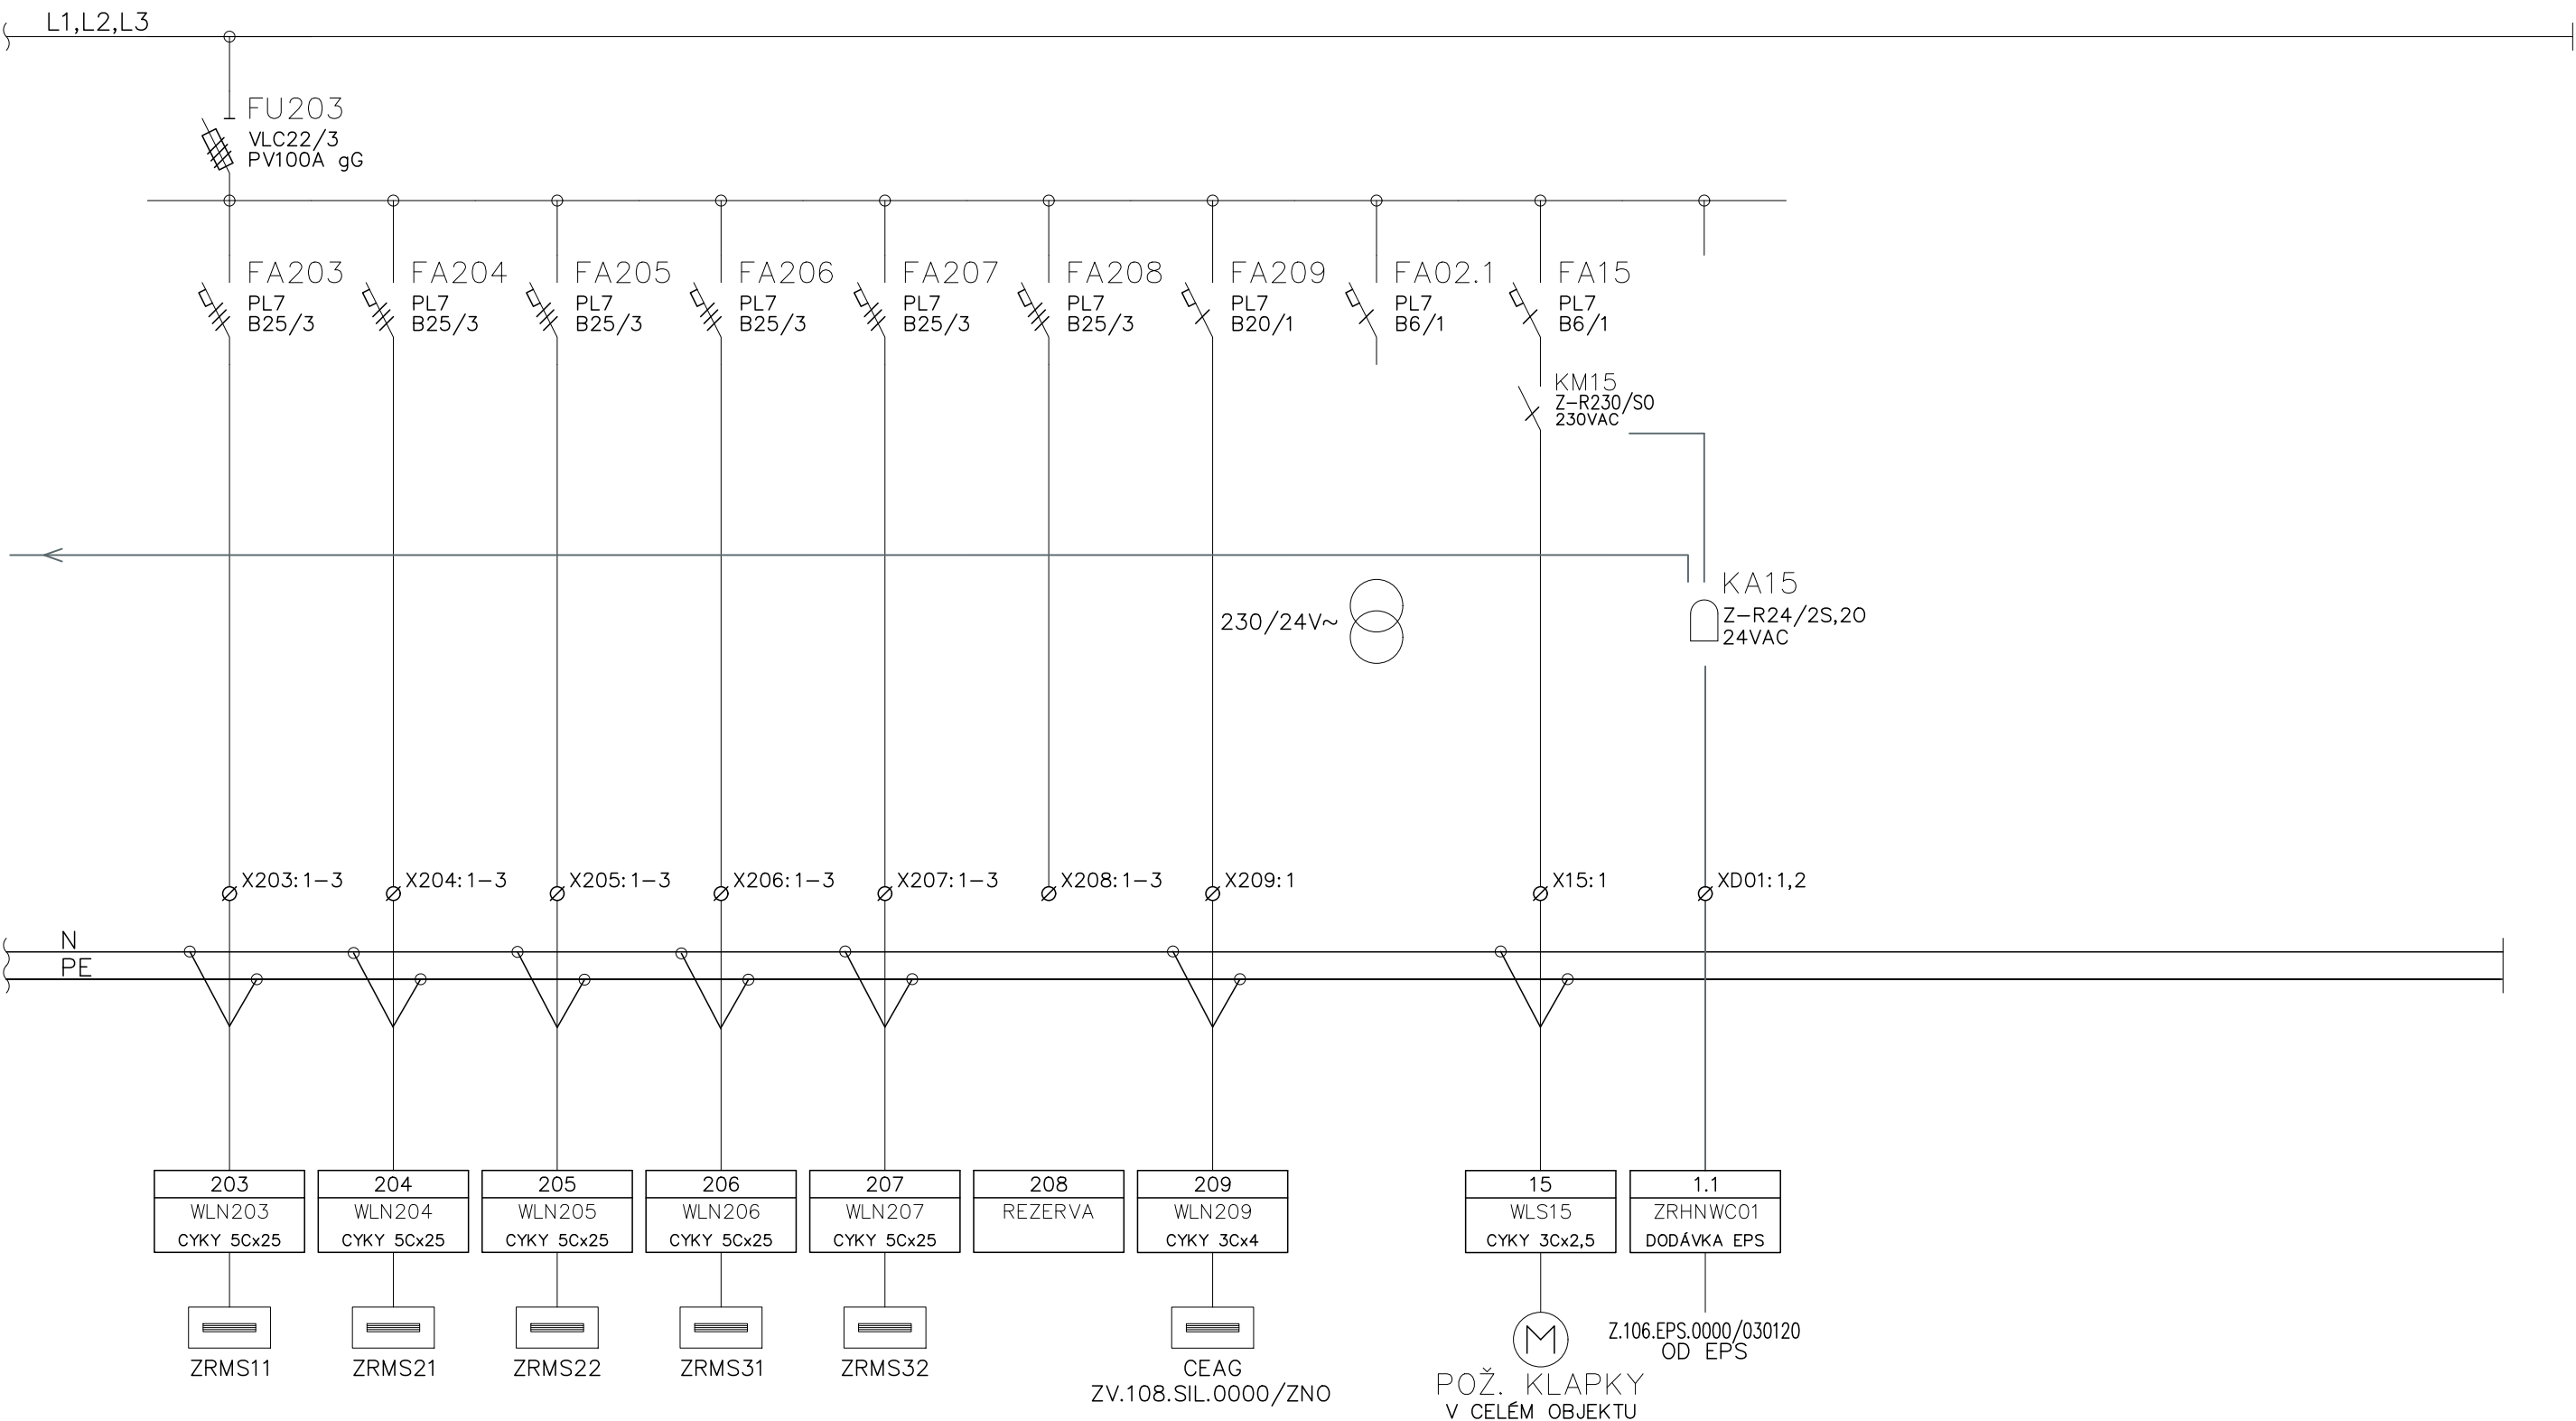 L1,L2,L3
FU203
VLC22/3
PV100A gG
FA203
PL7
B25/3
FA204
PL7
B25/3
FA205
PL7
B25/3
FA206
PL7
B25/3
FA207
PL7
B25/3
FA208
PL7
B25/3
FA209
PL7
B20/1
FA02.1
PL7
B6/1
FA15
PL7
B6/1
KM15
Z-R230/SO
230VAC
230/24V~
KA15
Z-R24/2S,2O
24VAC
X203:1-3
X204:1-3
X205:1-3
X206:1-3
X207:1-3
X208:1-3
X209:1
X15:1
XD01:1,2
N
PE
203
WLN203
CYKY 5Cx25
204
WLN204
CYKY 5Cx25
205
WLN205
CYKY 5Cx25
206
WLN206
CYKY 5Cx25
207
WLN207
CYKY 5Cx25
208
REZERVA
209
WLN209
CYKY 3Cx4
15
WLS15
CYKY 3Cx2,5
1.1
ZRHNWC01
DODÁVKA EPS
ZRMS11
ZRMS21
ZRMS22
ZRMS31
ZRMS32
CEAG
ZV.108.SIL.0000/ZNO
M
POŽ. KLAPKY
V CELÉM OBJEKTU
Z.106.EPS.0000/030120
OD EPS